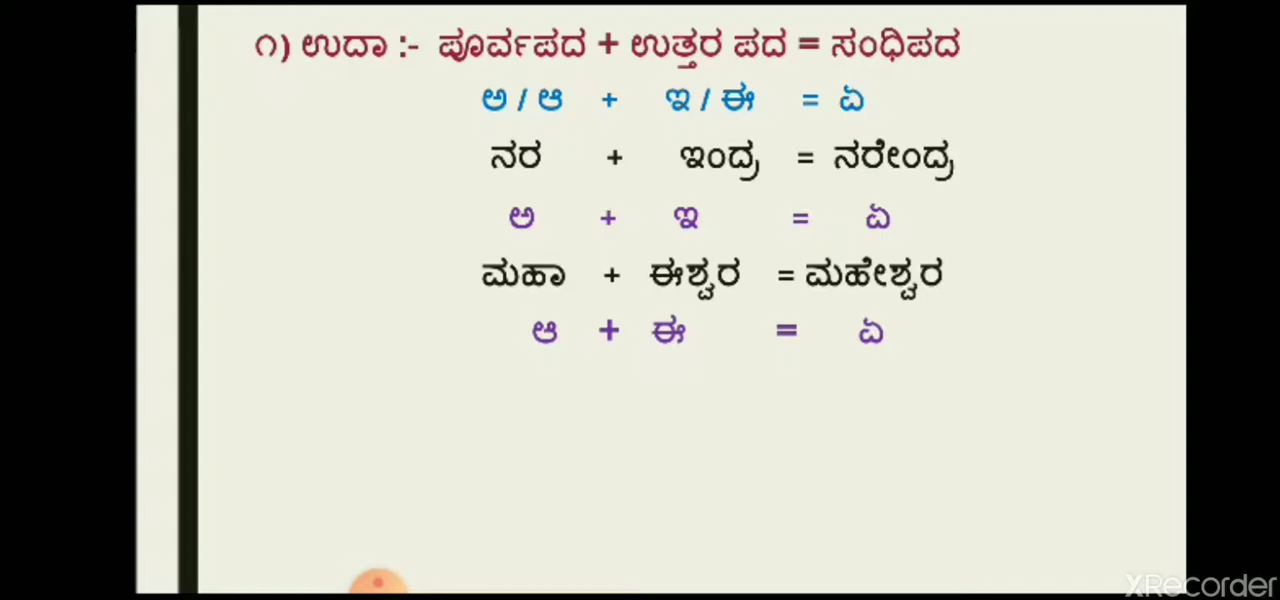 ೧) ಉದಾ :- ಪೂರ್ವಪದ + ಉತ್ತರ ಪದ = ಸಂಧಿಪದ
ಅ / ಆ + ಇ / ಈ = ಏ
ನರ + ಇಂದ್ರ = ನರೇಂದ್ರ
ಅ + ಇ = ಏ
ಮಹಾ + ಈಶ್ವರ = ಮಹೇಶ್ವರ
ಆ + ಈ = ಏ
XRecorder